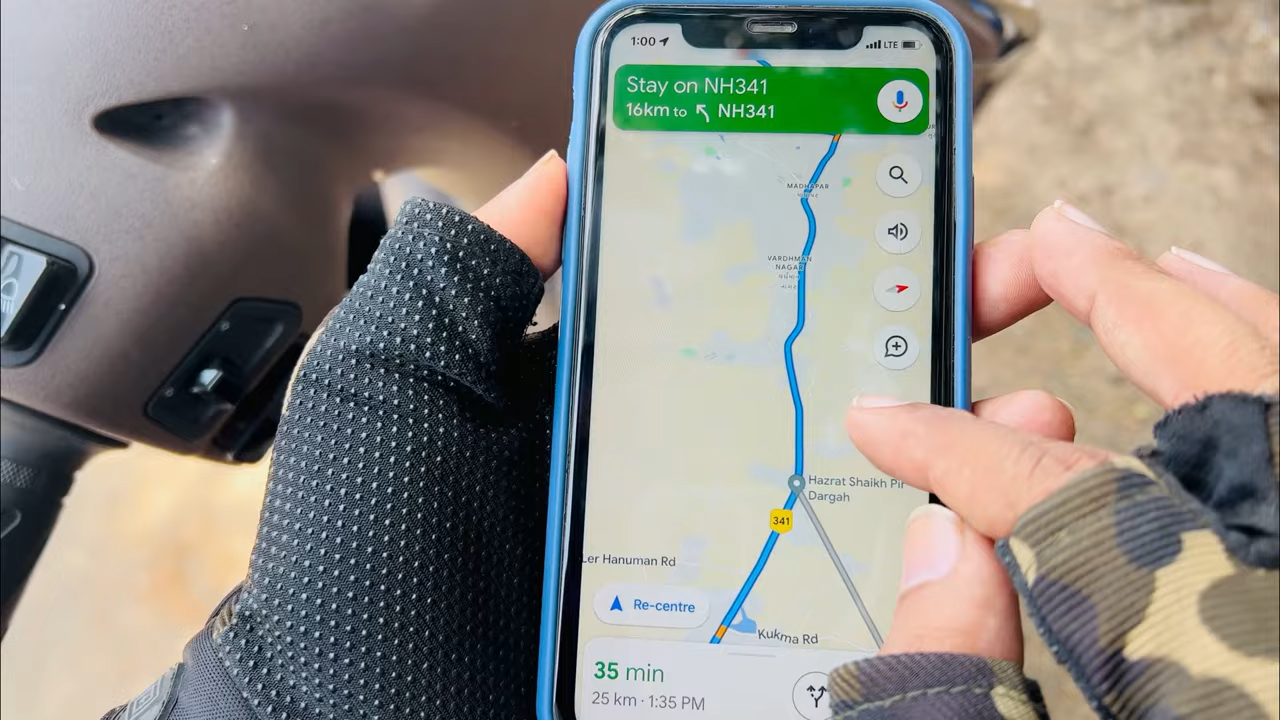 1:00
LTE
Stay on NH341
16km to NH341
MADHAPAR
VARDHMAN
NAGAR
Hazrat Shaikh Pir
Dargah
341
Ler Hanuman Rd
Re-centre
Kukma Rd
35 min
25 km · 1:35 PM